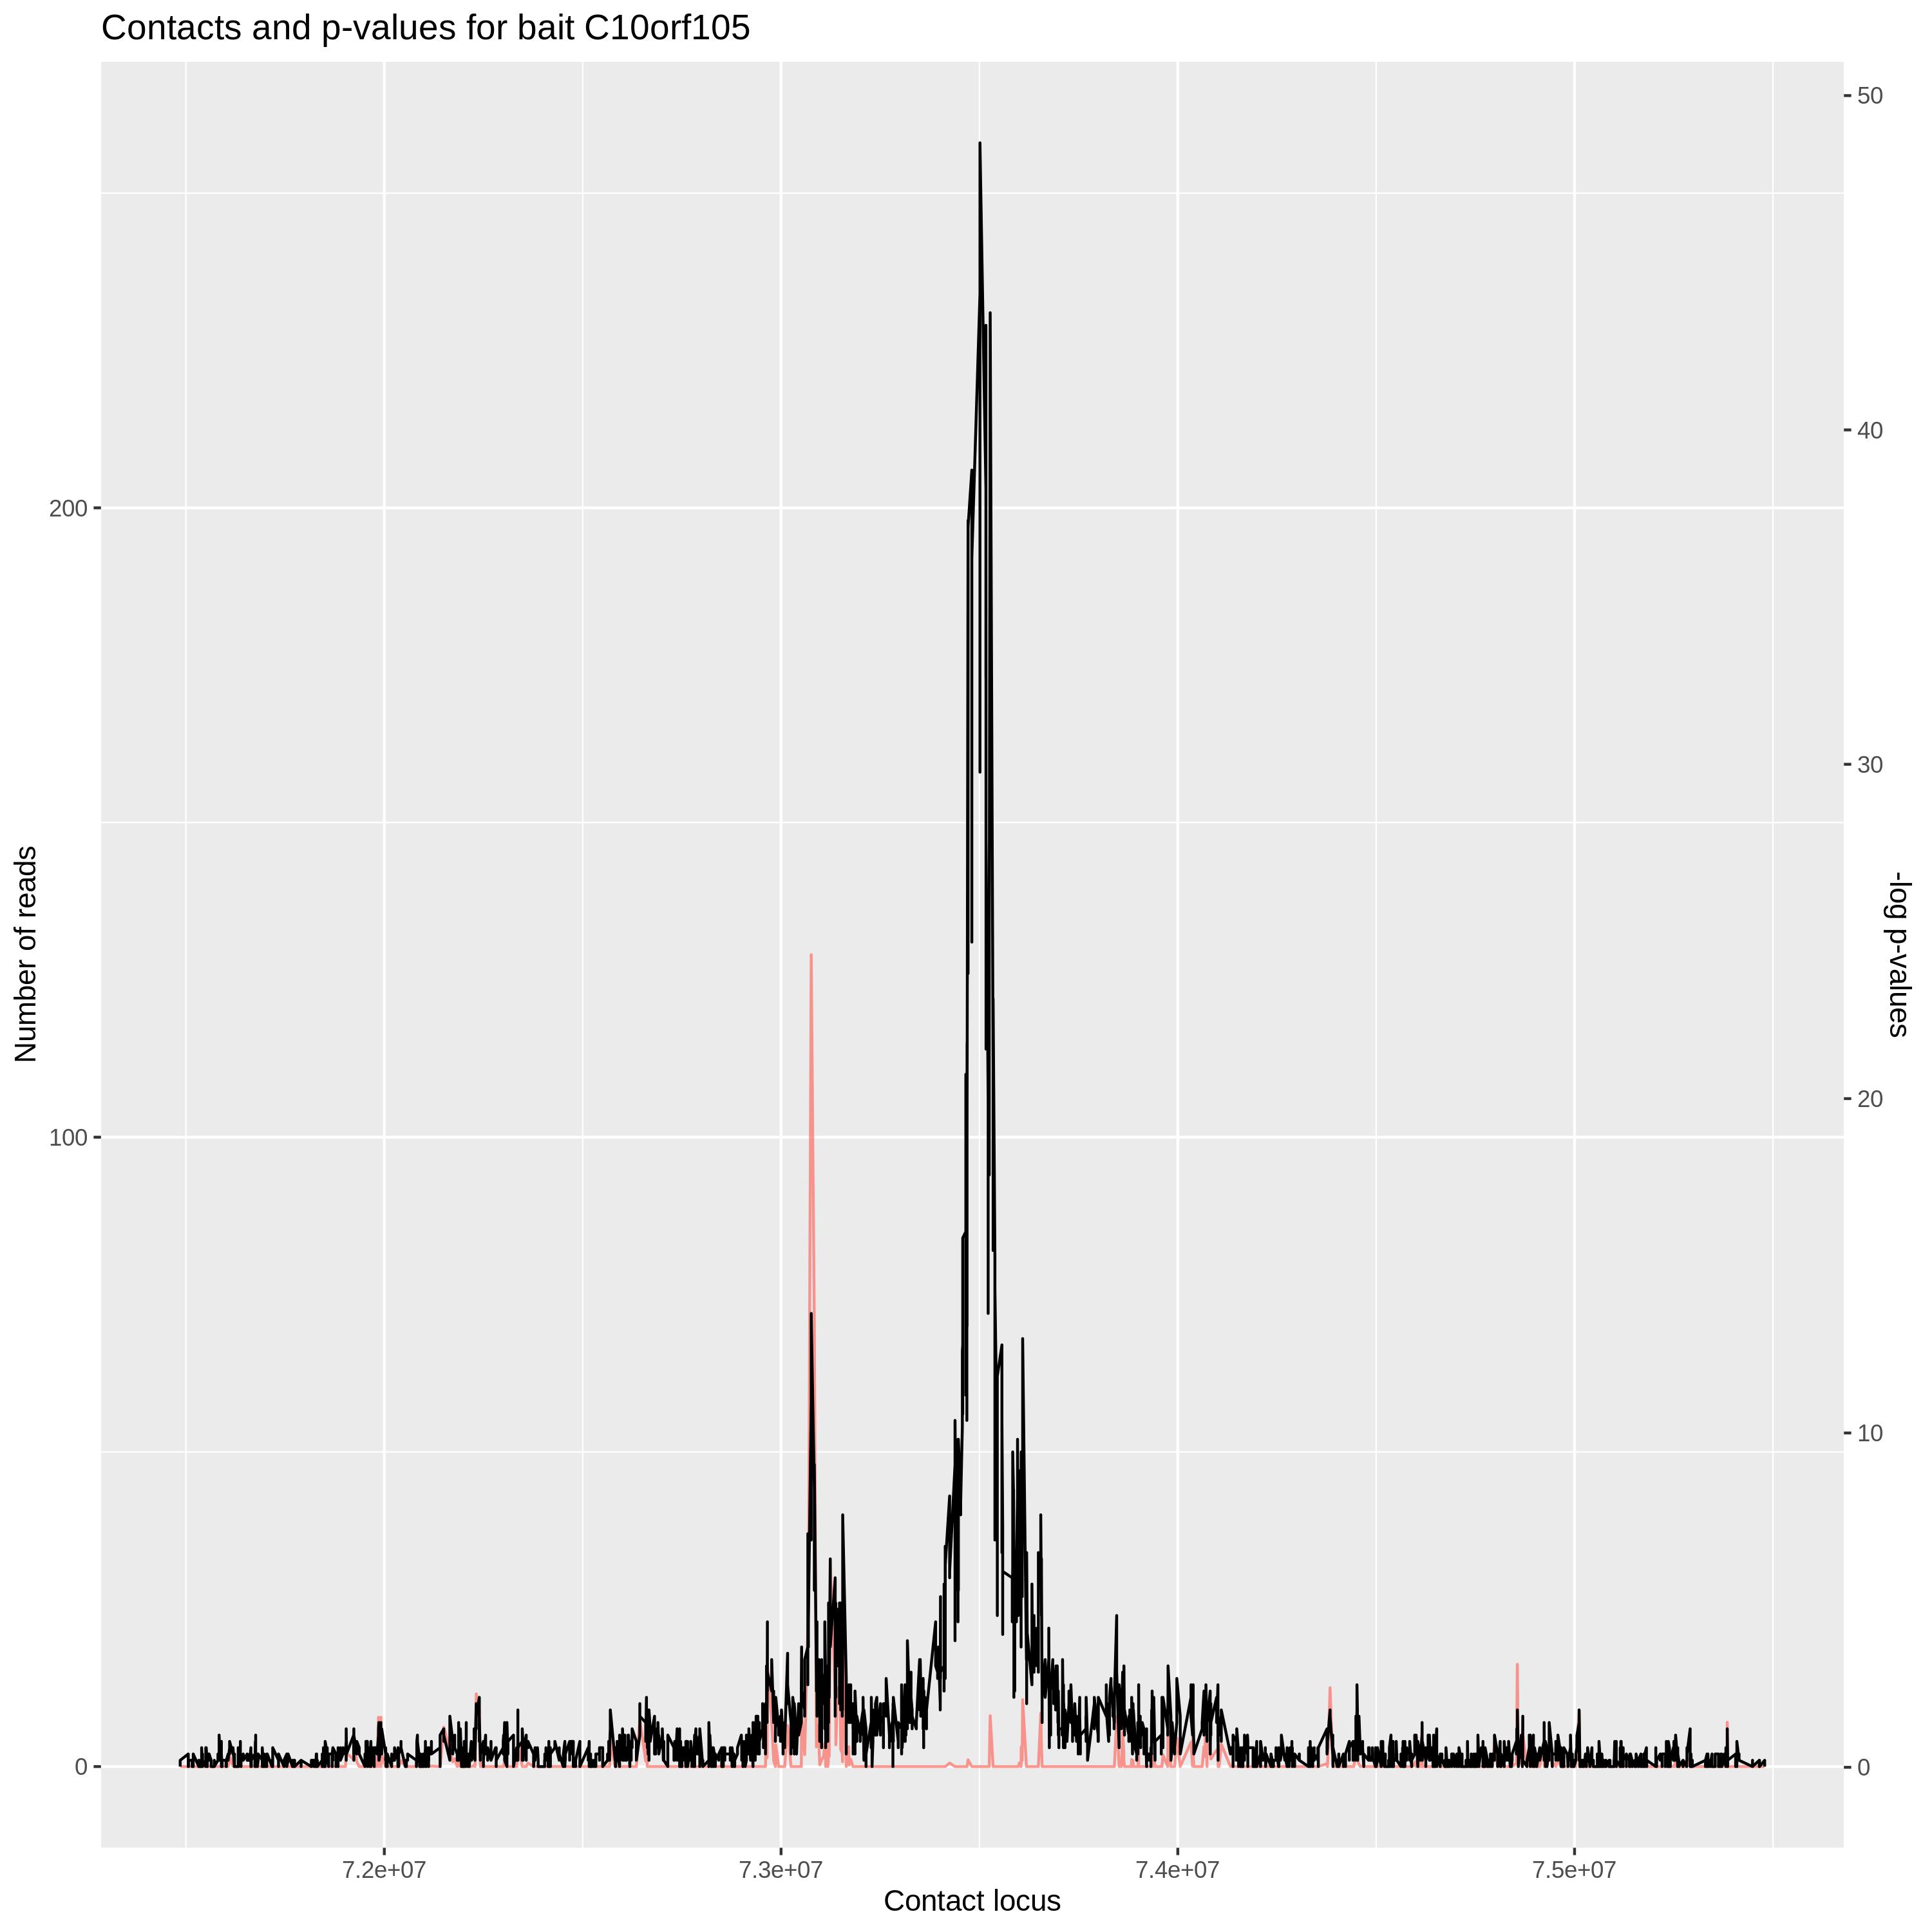 Contacts and p-values for bait C10orf105
50
40
200
30
Number of reads
-log p-values
20
100
10
0
0
7.2e+07
7.3e+07
7.4e+07
7.5e+07
Contact locus